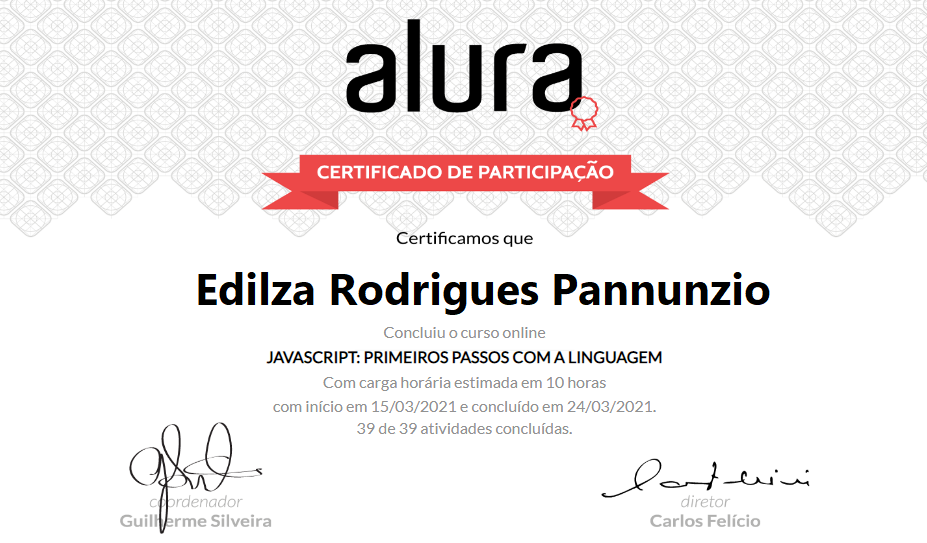 alura
CERTIFICADO DE PARTICIPAÇÃO
Certificamos que
Edilza Rodrigues Pannunzio
Concluiu o curso online
JAVASCRIPT: PRIMEIROS PASSOS COM A LINGUAGEM
Com carga horária estimada em 10 horas
com início em 15/03/2021 e concluído em 24/03/2021.
39 de 39 atividades concluídas.
coordenador
Guilherme Silveira
diretor
Carlos Felício